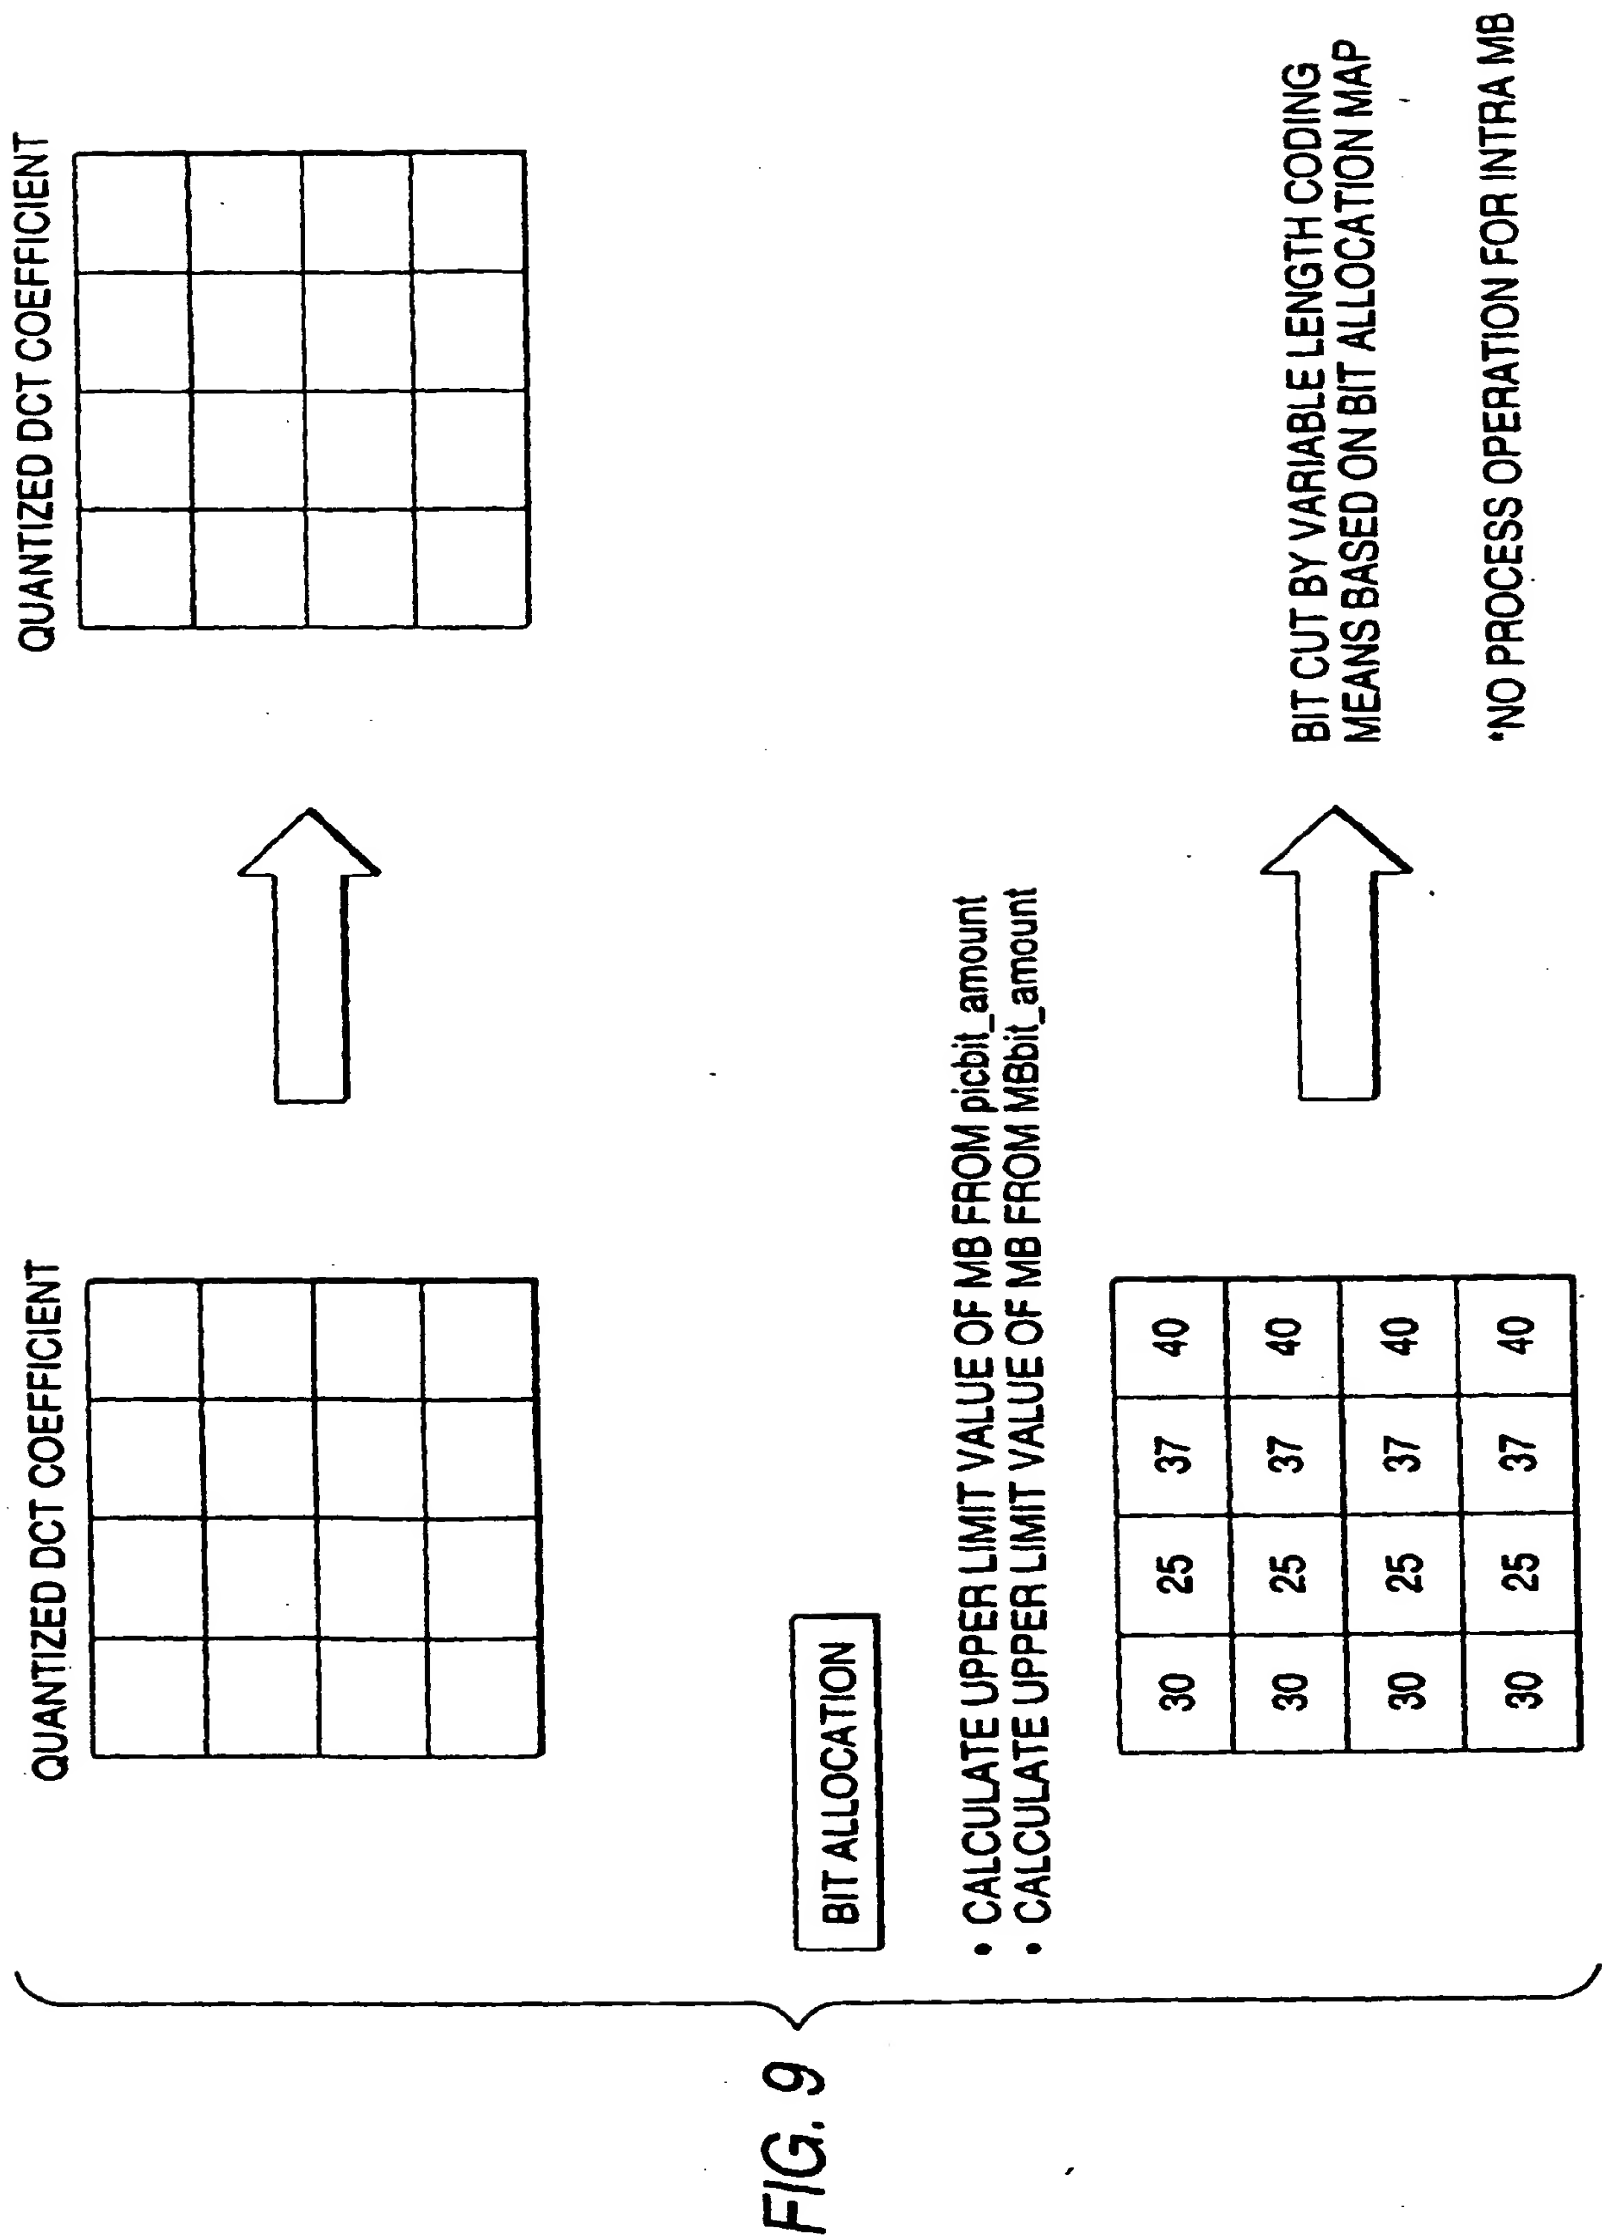 FIG. 9
QUANTIZED DCT COEFFICIENT
QUANTIZED DCT COEFFICIENT
BIT ALLOCATION
• CALCULATE UPPER LIMIT VALUE OF MB FROM picbit_amount
• CALCULATE UPPER LIMIT VALUE OF MB FROM MBbit_amount
30 25 37 40
30 25 37 40
30 25 37 40
30 25 37 40
BIT CUT BY VARIABLE LENGTH CODING
MEANS BASED ON BIT ALLOCATION MAP
*NO PROCESS OPERATION FOR INTRA MB